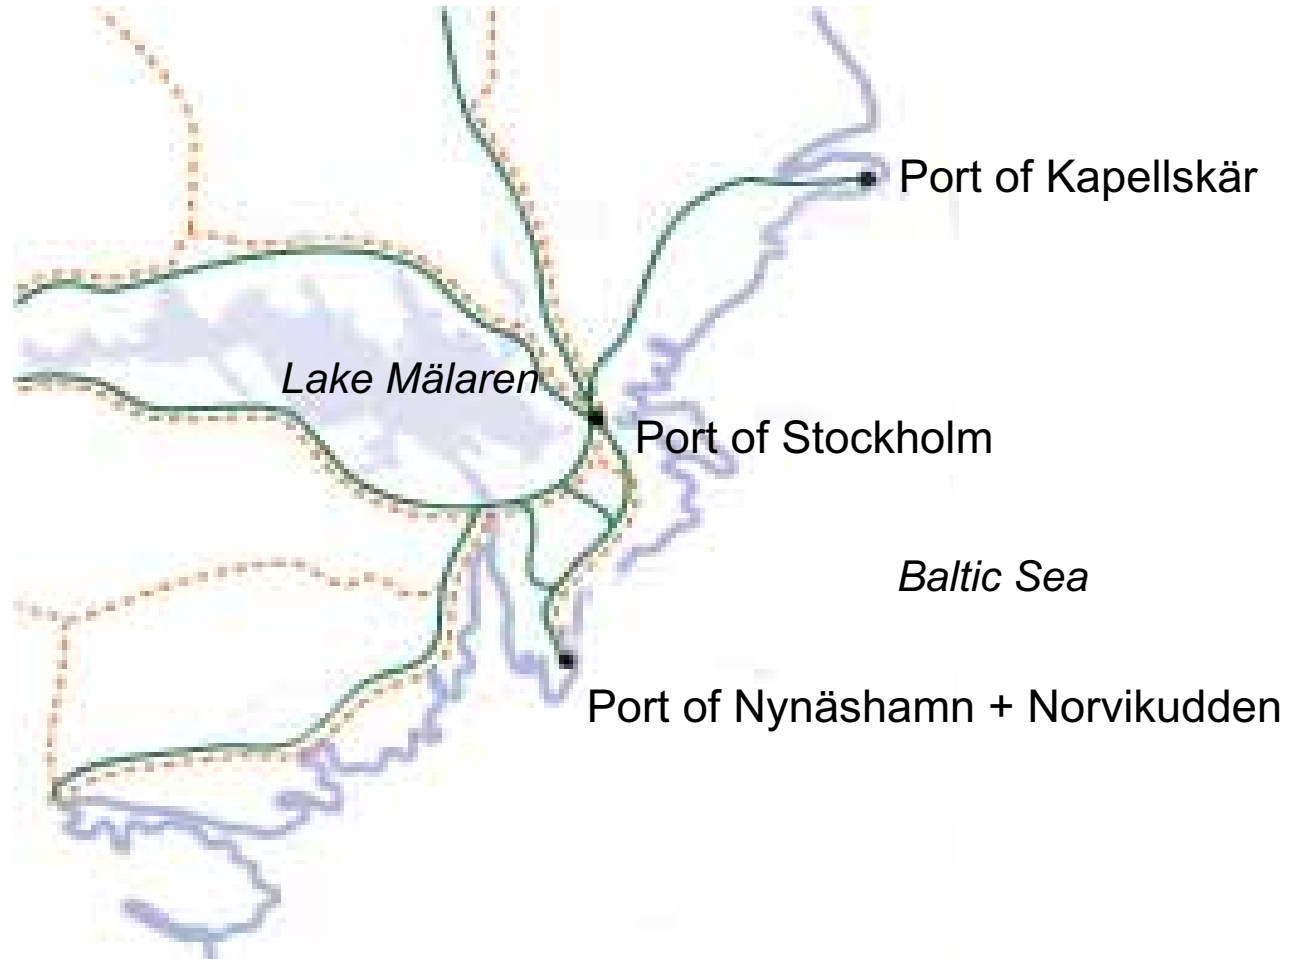 Port of Kapellskär
Lake Mälaren
Port of Stockholm
Baltic Sea
Port of Nynäshamn + Norvikudden